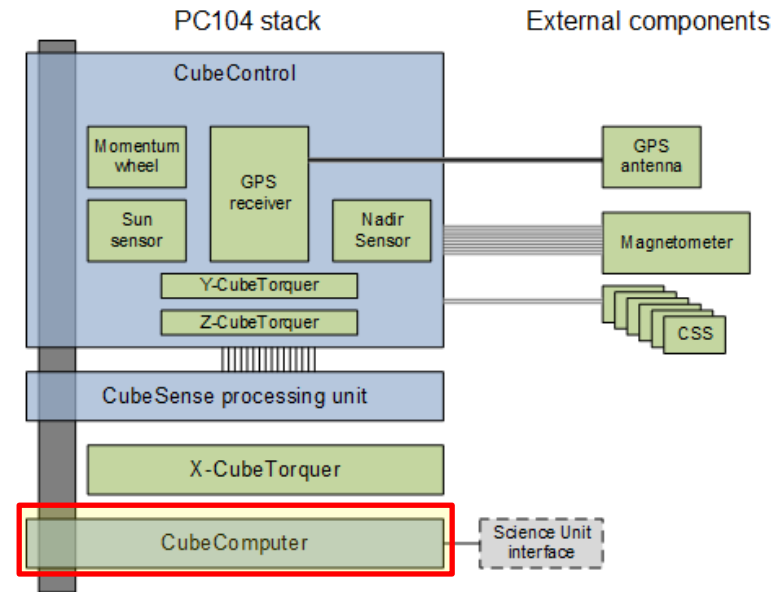 PC104 stack
External components
CubeControl
Momentum
wheel
GPS
receiver
Sun
sensor
Nadir
Sensor
Y-CubeTorquer
Z-CubeTorquer
GPS
antenna
Magnetometer
CSS
CubeSense processing unit
X-CubeTorquer
CubeComputer
Science Unit
interface